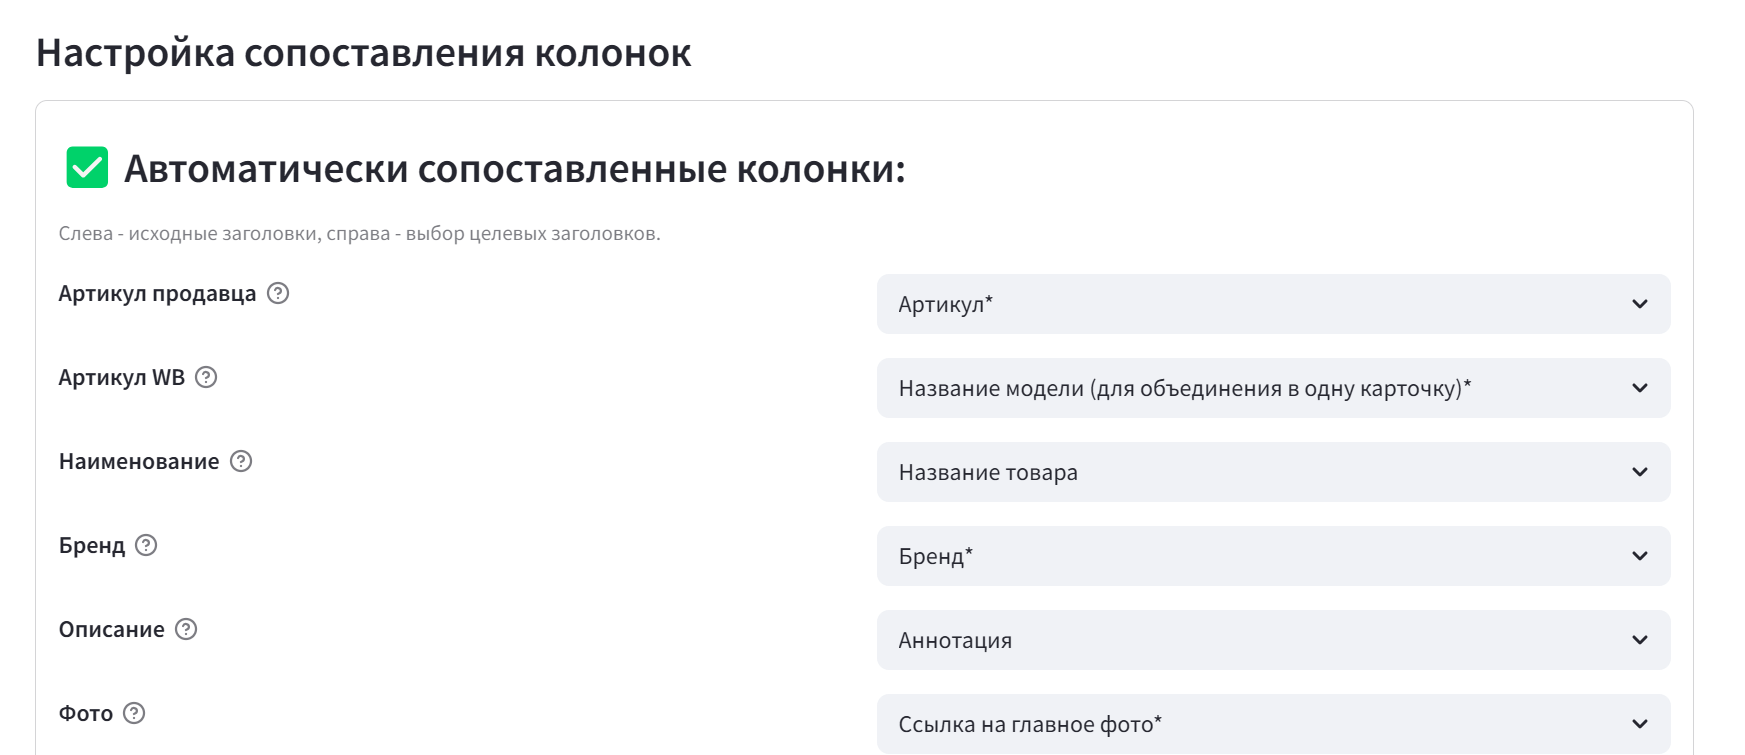 Настройка сопоставления колонок
Автоматически сопоставленные колонки:
Слева - исходные заголовки, справа - выбор целевых заголовков.
Артикул продавца
Артикул*
Артикул WB
Название модели (для объединения в одну карточку)*
Наименование
Название товара
Бренд
Бренд*
Описание
Аннотация
Фото
Ссылка на главное фото*